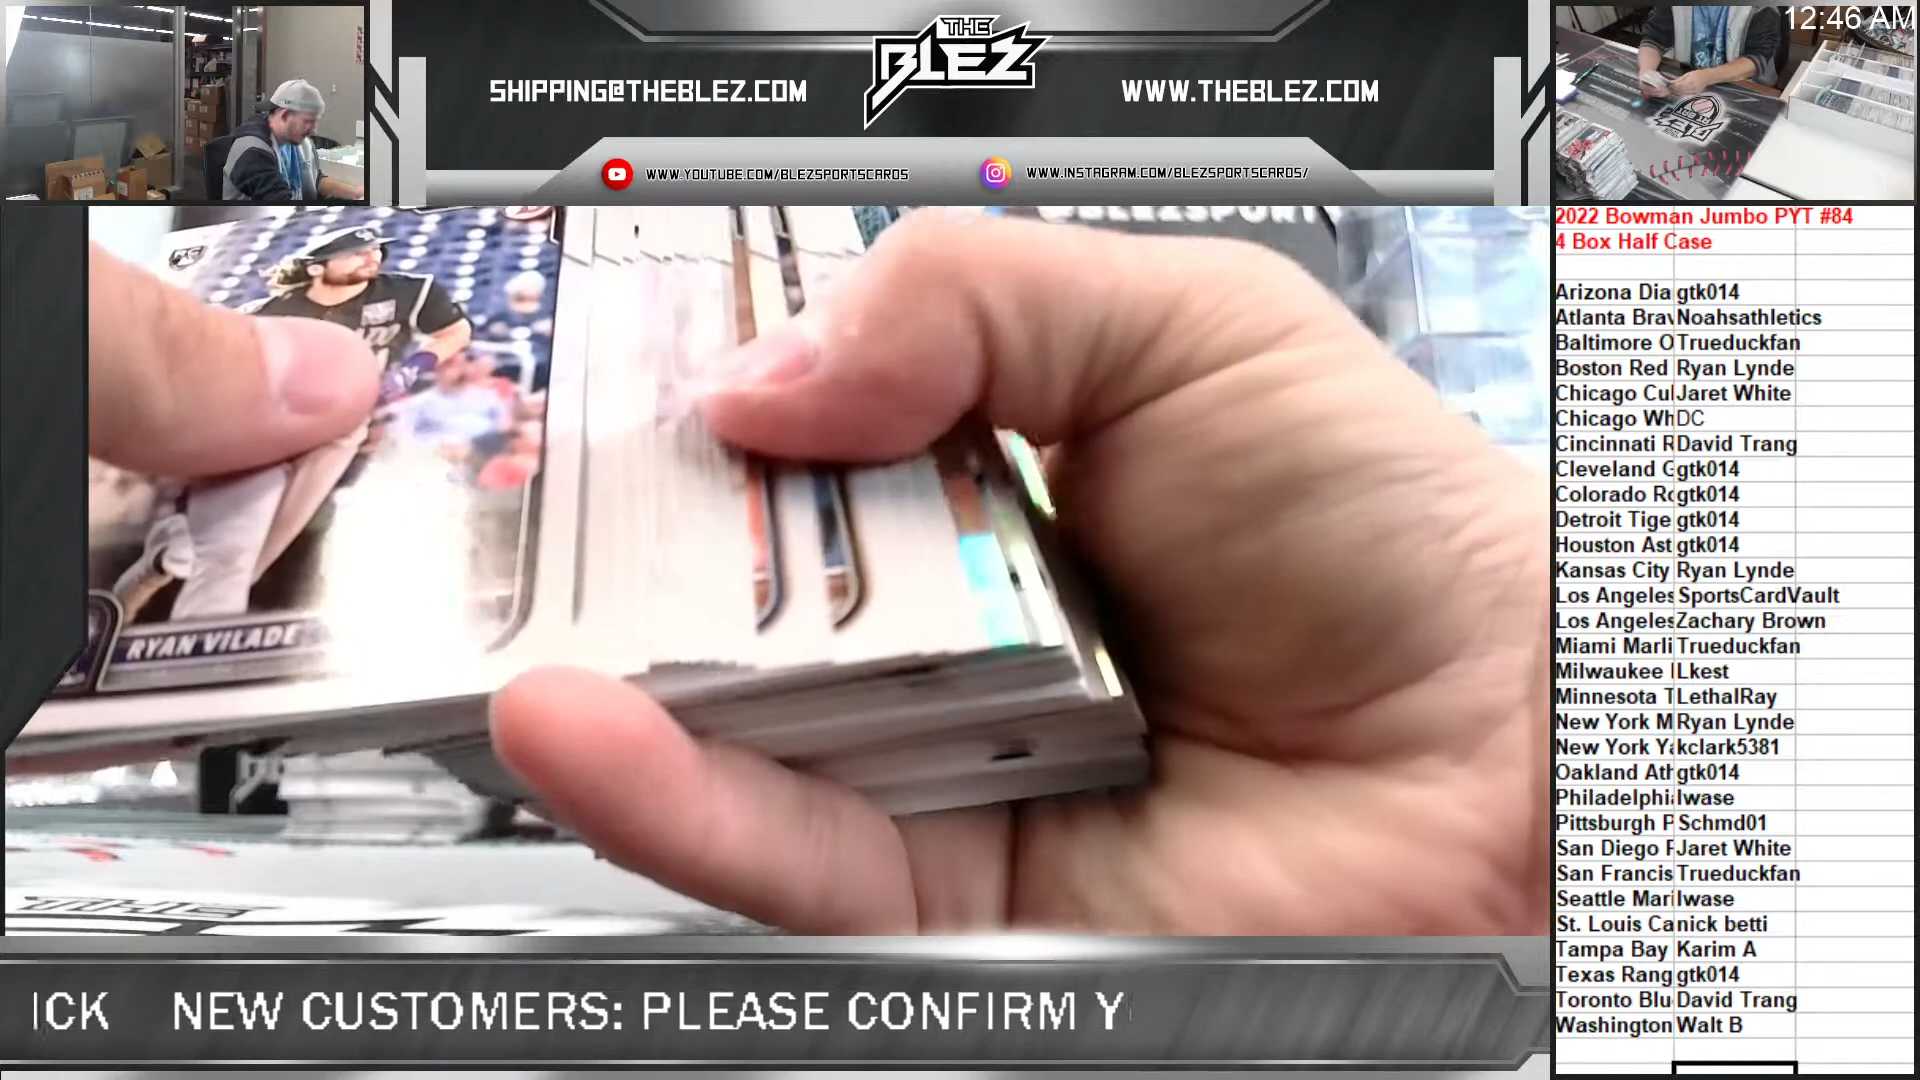 THE
BLEZ
SHIPPING@THEBLEZ.COM
WWW.THEBLEZ.COM
WWW.YOUTUBE.COM/BLEZSPORTSCARDS
WWW.INSTAGRAM.COM/BLEZSPORTSCARDS/
12:46 AM
2022 Bowman Jumbo PYT #84
4 Box Half Case
Arizona Dia gtk014
Atlanta Brav Noahsathletics
Baltimore O Trueduckfan
Boston Red Ryan Lynde
Chicago Cu Jaret White
Chicago Wh DC
Cincinnati R David Trang
Cleveland G gtk014
Colorado Ro gtk014
Detroit Tige gtk014
Houston Ast gtk014
Kansas City Ryan Lynde
Los Angeles SportsCardVault
Los Angeles Zachary Brown
Miami Marli Trueduckfan
Milwaukee Lkest
Minnesota T LethalRay
New York M Ryan Lynde
New York Ya kclark5381
Oakland Ath gtk014
Philadelphia Iwase
Pittsburgh P Schmd01
San Diego P Jaret White
San Francis Trueduckfan
Seattle Mari Iwase
St. Louis Ca nick betti
Tampa Bay Karim A
Texas Rang gtk014
Toronto Blu David Trang
Washington Walt B
RYAN VILADE
ICK NEW CUSTOMERS: PLEASE CONFIRM Y